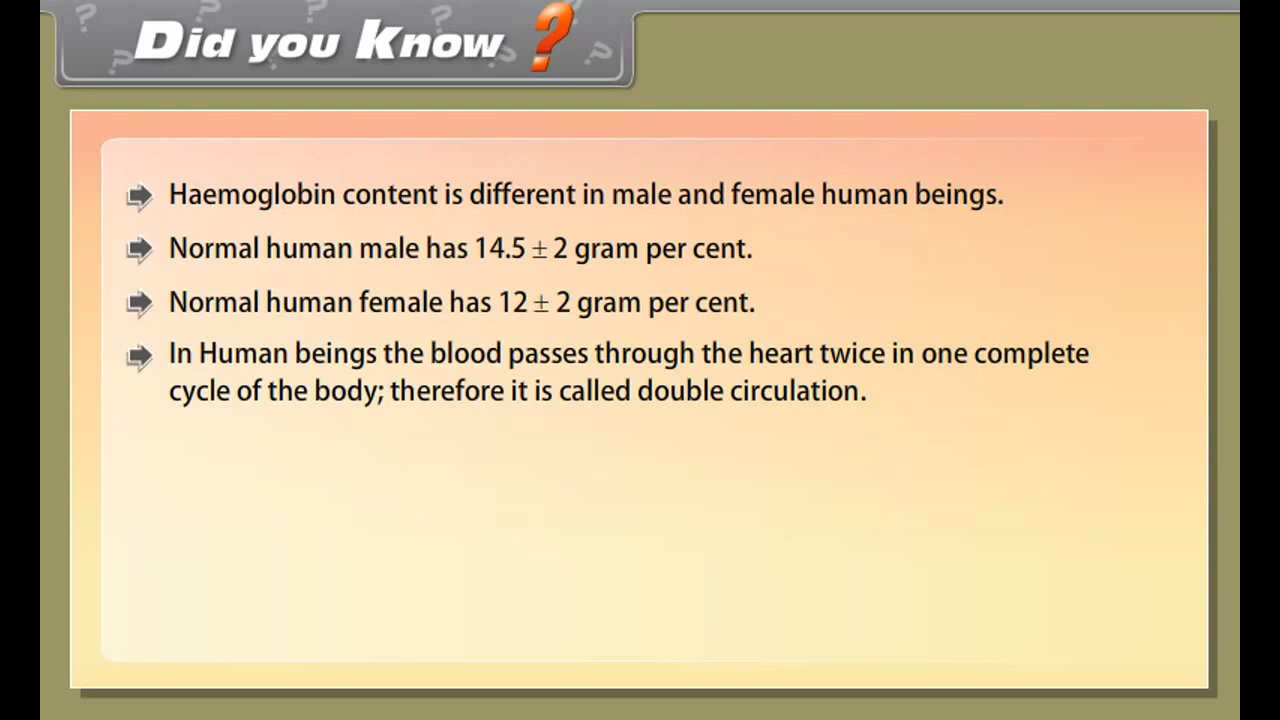 Did you Know ?
Haemoglobin content is different in male and female human beings.
Normal human male has 14.5 ± 2 gram per cent.
Normal human female has 12 ± 2 gram per cent.
In Human beings the blood passes through the heart twice in one complete
cycle of the body; therefore it is called double circulation.